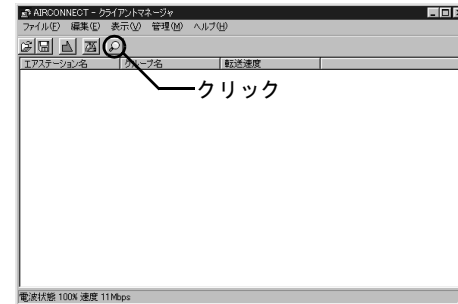 AIRCONNECT - クライアントマネージャ
ファイル(F) 編集(E) 表示(V) 管理(M) ヘルプ(H)
エアステーション名 グループ名 転送速度
クリック
電波状態 100% 速度 11Mbps